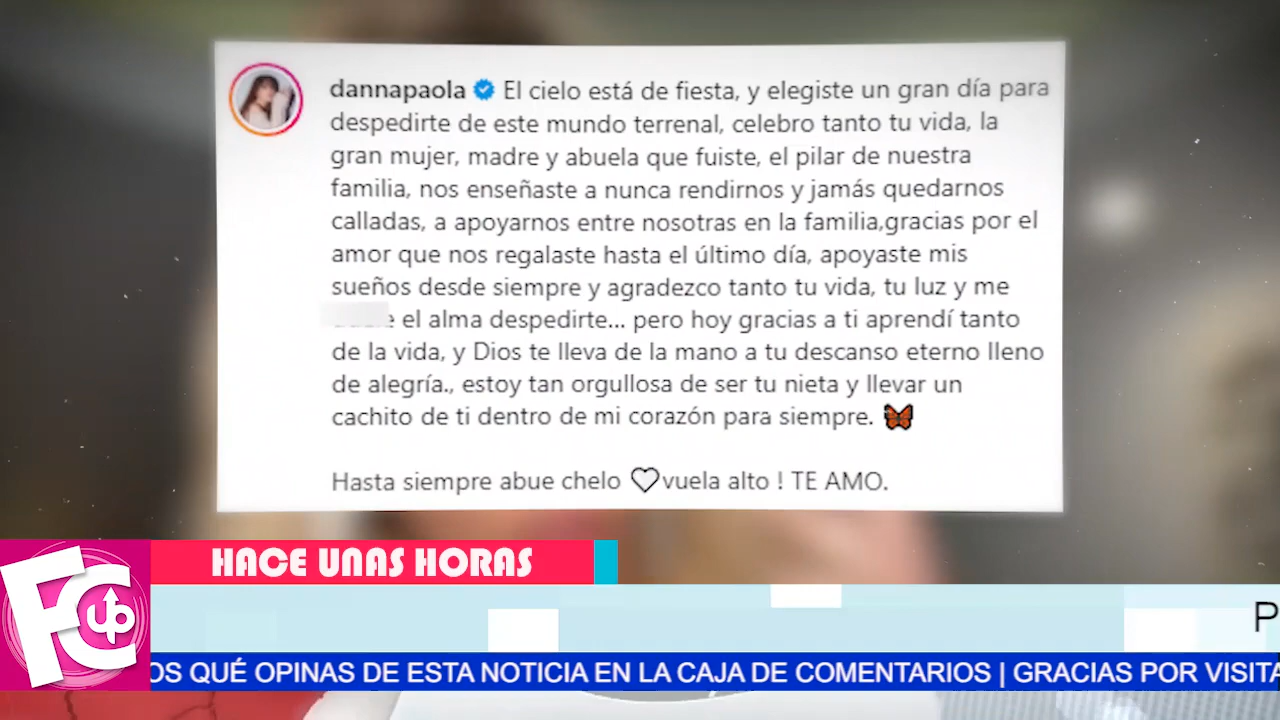 dannapaola El cielo está de fiesta, y elegiste un gran día para
despedirte de este mundo terrenal, celebro tanto tu vida, la
gran mujer, madre y abuela que fuiste, el pilar de nuestra
familia, nos enseñaste a nunca rendirnos y jamás quedarnos
calladas, a apoyarnos entre nosotras en la familia,gracias por el
amor que nos regalaste hasta el último día, apoyaste mis
sueños desde siempre y agradezco tanto tu vida, tu luz y me
el alma despedirte... pero hoy gracias a ti aprendí tanto
de la vida, y Dios te lleva de la mano a tu descanso eterno lleno
de alegría., estoy tan orgullosa de ser tu nieta y llevar un
cachito de ti dentro de mi corazón para siempre. 🦋
Hasta siempre abue chelo ♡vuela alto ! TE AMO.
HACE UNAS HORAS
FC up
P
OS QUÉ OPINAS DE ESTA NOTICIA EN LA CAJA DE COMENTARIOS | GRACIAS POR VISITA